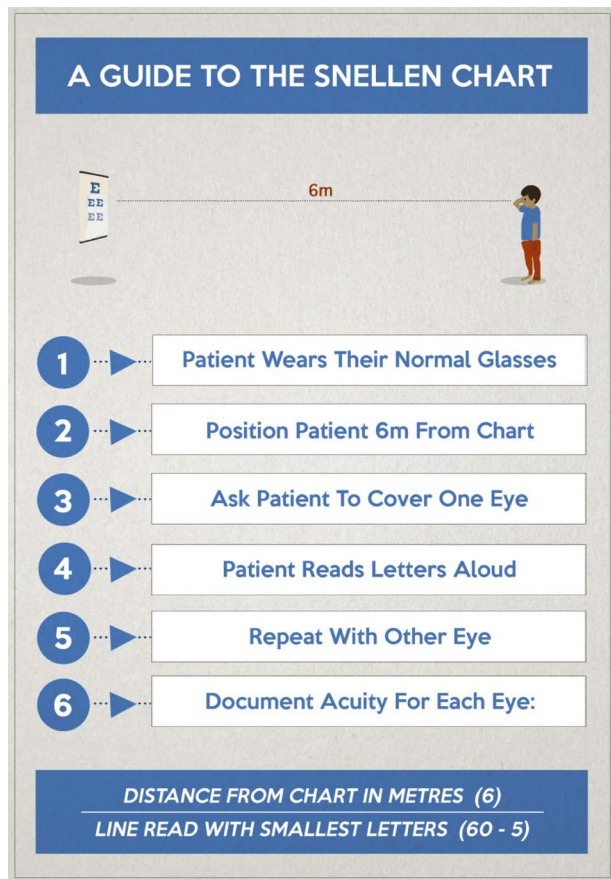 A GUIDE TO THE SNELLEN CHART
E
EE
EE
6m
1
Patient Wears Their Normal Glasses
2
Position Patient 6m From Chart
3
Ask Patient To Cover One Eye
4
Patient Reads Letters Aloud
5
Repeat With Other Eye
6
Document Acuity For Each Eye:
DISTANCE FROM CHART IN METRES (6)
LINE READ WITH SMALLEST LETTERS (60 - 5)